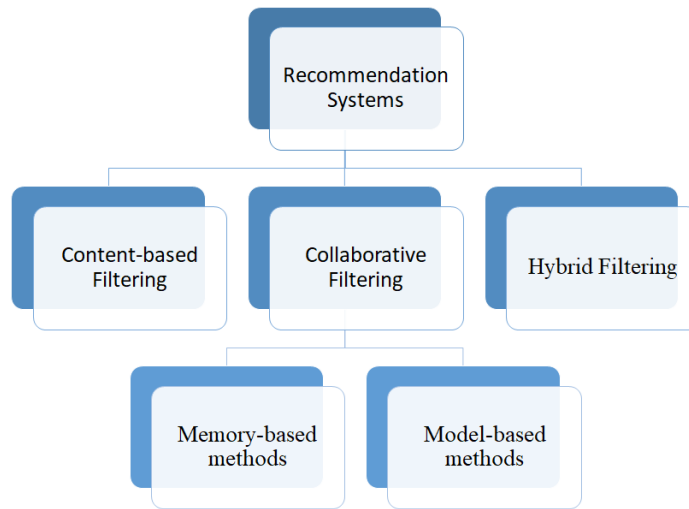 Recommendation
Systems
Content-based
Filtering
Collaborative
Filtering
Hybrid Filtering
Memory-based
methods
Model-based
methods